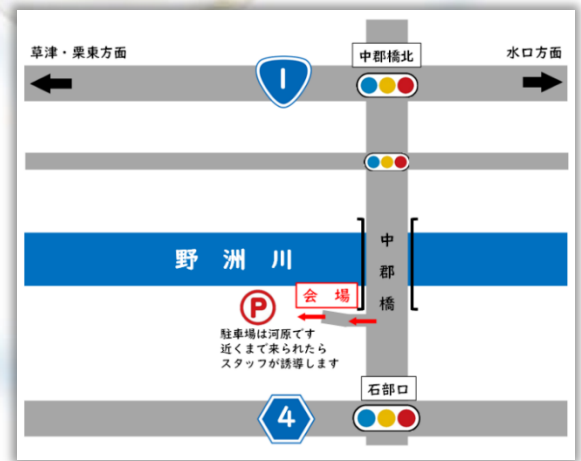 草津・栗東方面
1
中郡橋北
水口方面
野洲川
中郡橋
会場
P
駐車場は河原です
近くまで来られたら
スタッフが誘導します
石部口
4